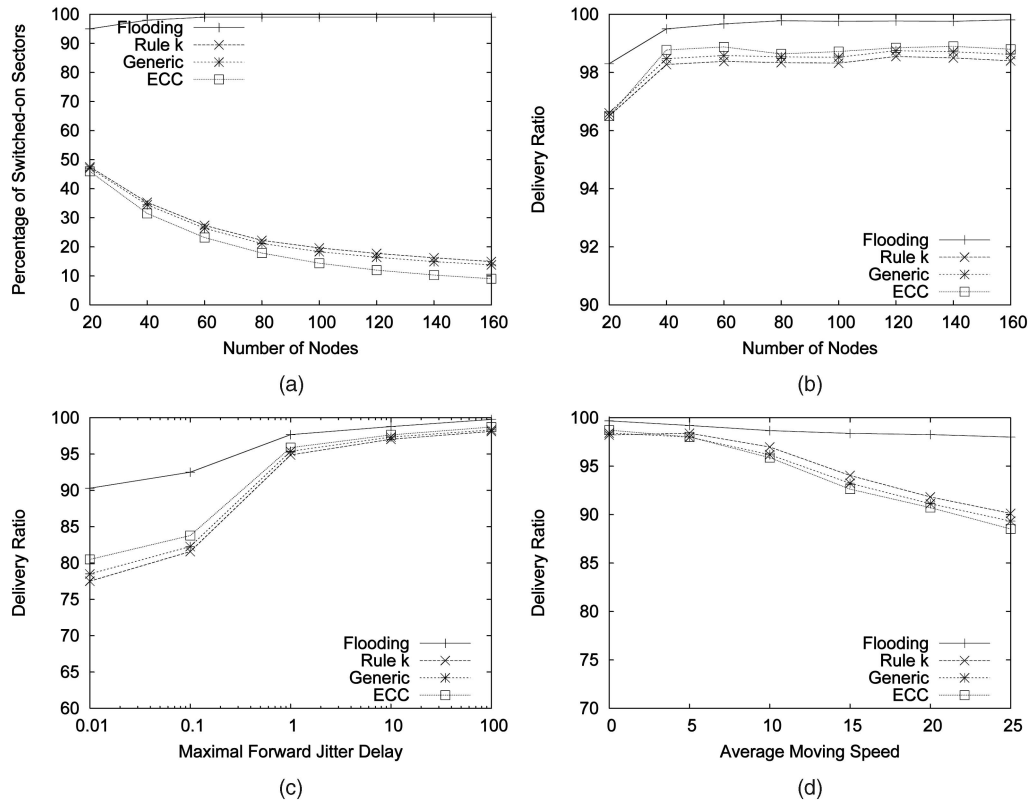 Percentage of Switched-on Sectors
100
90
80
70
60
50
40
30
20
10
0
Flooding
Rule k
Generic
ECC
20 40 60 80 100 120 140 160
Number of Nodes
(a)
Delivery Ratio
100
98
96
94
92
90
Flooding
Rule k
Generic
ECC
20 40 60 80 100 120 140 160
Number of Nodes
(b)
Delivery Ratio
100
95
90
85
80
75
70
65
60
Flooding
Rule k
Generic
ECC
0.01 0.1 1 10 100
Maximal Forward Jitter Delay
(c)
Delivery Ratio
100
95
90
85
80
75
70
Flooding
Rule k
Generic
ECC
0 5 10 15 20 25
Average Moving Speed
(d)